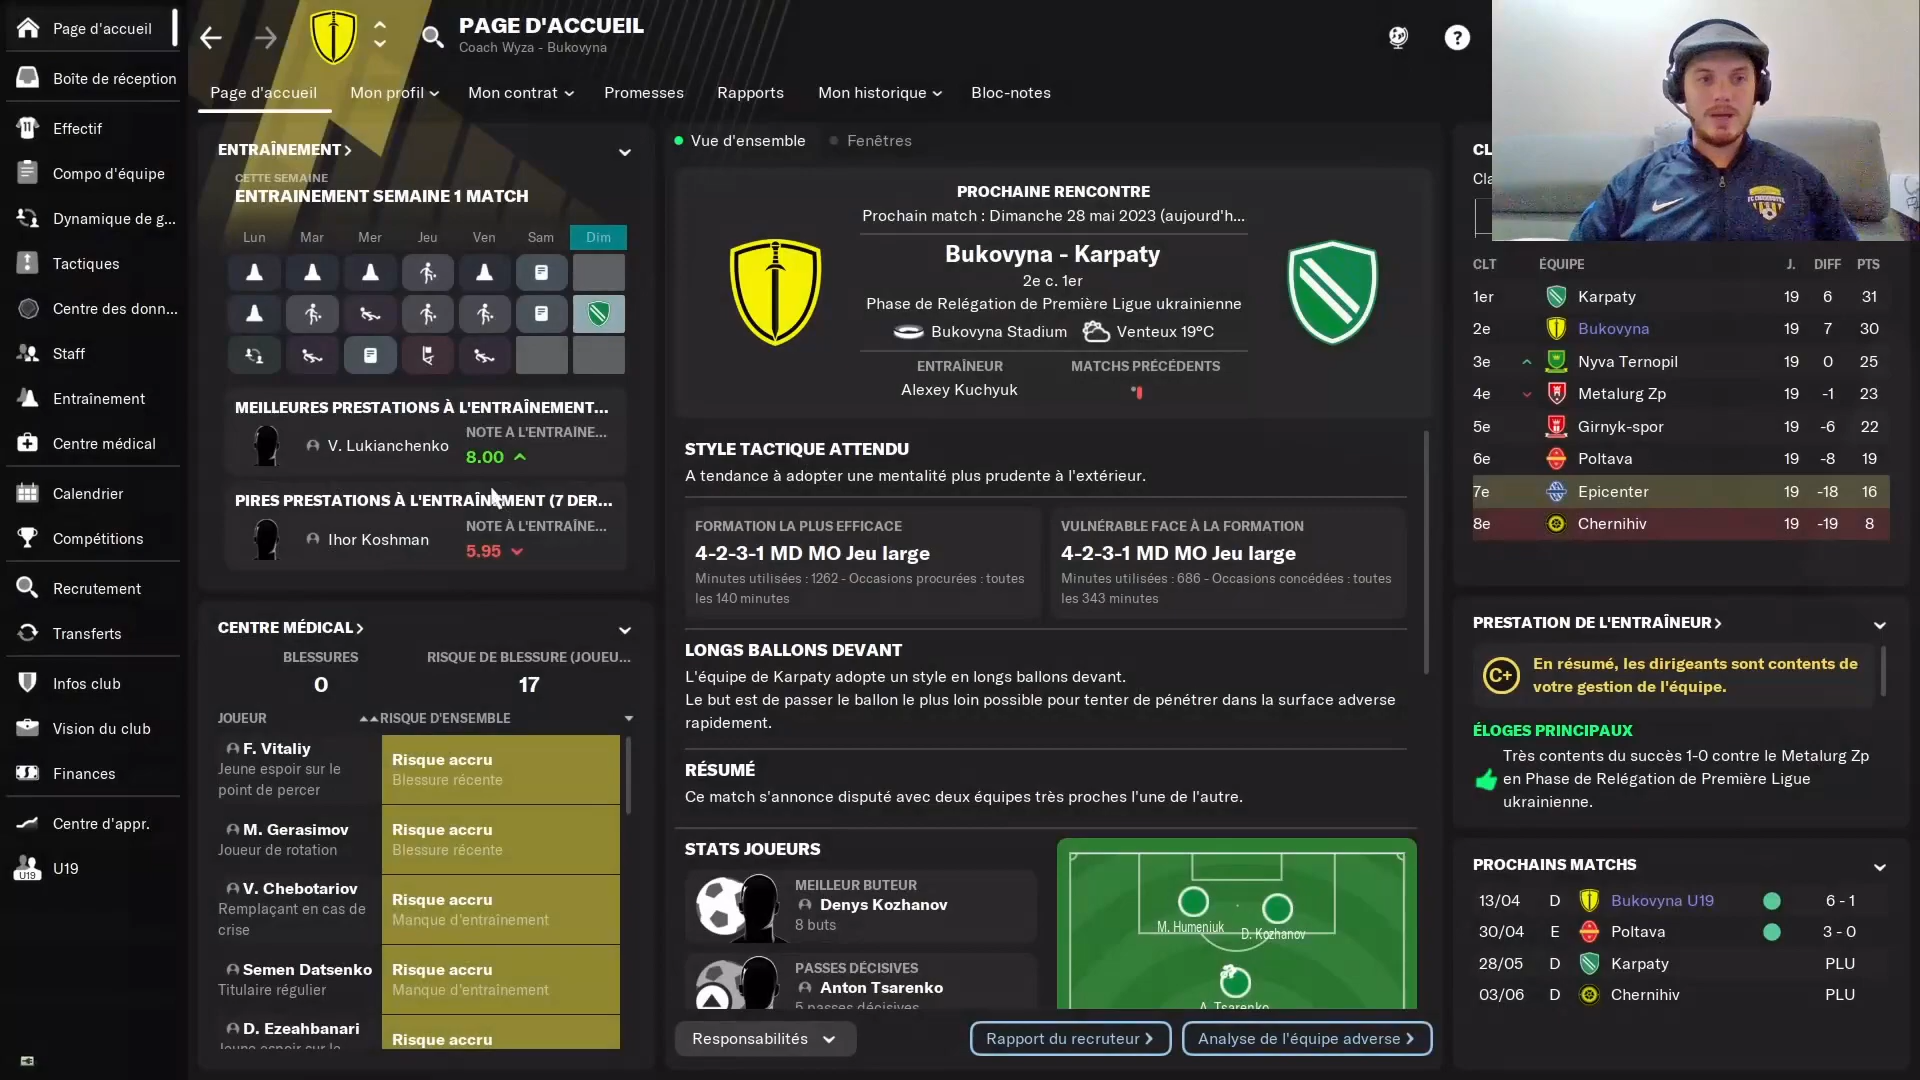 Page d'accueil
Boîte de réception
Effectif
Compo d'équipe
Dynamique de g...
Tactiques
Centre des donn...
Staff
Entraînement
Centre médical
Calendrier
Compétitions
Recrutement
Transferts
Infos club
Vision du club
Finances
Centre d'appr.
U19
U19
PAGE D'ACCUEIL
Coach Wyza - Bukovyna
?
Page d'accueil
Mon profil
Mon contrat
Promesses
Rapports
Mon historique
Bloc-notes
ENTRAÎNEMENT
CETTE SEMAINE
ENTRAINEMENT SEMAINE 1 MATCH
Lun Mar Mer Jeu Ven Sam Dim
MEILLEURES PRESTATIONS À L'ENTRAÎNEMENT...
V. Lukianchenko
NOTE À L'ENTRAÎNE...
8.00
PIRES PRESTATIONS À L'ENTRAÎNEMENT (7 DER...
Ihor Koshman
NOTE À L'ENTRAÎNE...
5.95
CENTRE MÉDICAL
BLESSURES
RISQUE DE BLESSURE (JOUEU...
0
17
JOUEUR
RISQUE D'ENSEMBLE
F. Vitaliy
Jeune espoir sur le
point de percer
Risque accru
Blessure récente
M. Gerasimov
Joueur de rotation
Risque accru
Blessure récente
V. Chebotariov
Remplaçant en cas de
crise
Risque accru
Manque d'entraînement
Semen Datsenko
Titulaire régulier
Risque accru
Manque d'entraînement
D. Ezeahbanari
Jeune espoir sur le
Risque accru
Vue d'ensemble
Fenêtres
PROCHAINE RENCONTRE
Prochain match : Dimanche 28 mai 2023 (aujourd'h...
Bukovyna - Karpaty
2e c. 1er
Phase de Relégation de Première Ligue ukrainienne
Bukovyna Stadium
Venteux 19°C
ENTRAÎNEUR
Alexey Kuchyuk
MATCHS PRÉCÉDENTS
STYLE TACTIQUE ATTENDU
A tendance à adopter une mentalité plus prudente à l'extérieur.
FORMATION LA PLUS EFFICACE
4-2-3-1 MD MO Jeu large
Minutes utilisées : 1262 - Occasions procurées : toutes
les 140 minutes
VULNÉRABLE FACE À LA FORMATION
4-2-3-1 MD MO Jeu large
Minutes utilisées : 686 - Occasions concédées : toutes
les 343 minutes
LONGS BALLONS DEVANT
L'équipe de Karpaty adopte un style en longs ballons devant.
Le but est de passer le ballon le plus loin possible pour tenter de pénétrer dans la surface adverse
rapidement.
RÉSUMÉ
Ce match s'annonce disputé avec deux équipes très proches l'une de l'autre.
STATS JOUEURS
MEILLEUR BUTEUR
Denys Kozhanov
8 buts
PASSES DÉCISIVES
Anton Tsarenko
5 passes décisives
M. Humeniuk
D. Kozhanov
A. Tsarenko
Responsabilités
Rapport du recruteur
Analyse de l'équipe adverse
CL
Cla
CLT ÉQUIPE J. DIFF PTS
1er Karpaty 19 6 31
2e Bukovyna 19 7 30
3e Nyva Ternopil 19 0 25
4e Metalurg Zp 19 -1 23
5e Girnyk-spor 19 -6 22
6e Poltava 19 -8 19
7e Epicenter 19 -18 16
8e Chernihiv 19 -19 8
PRESTATION DE L'ENTRAÎNEUR
C+
En résumé, les dirigeants sont contents de
votre gestion de l'équipe.
ÉLOGES PRINCIPAUX
Très contents du succès 1-0 contre le Metalurg Zp
en Phase de Relégation de Première Ligue
ukrainienne.
PROCHAINS MATCHS
13/04 D Bukovyna U19 6 - 1
30/04 E Poltava 3 - 0
28/05 D Karpaty PLU
03/06 D Chernihiv PLU